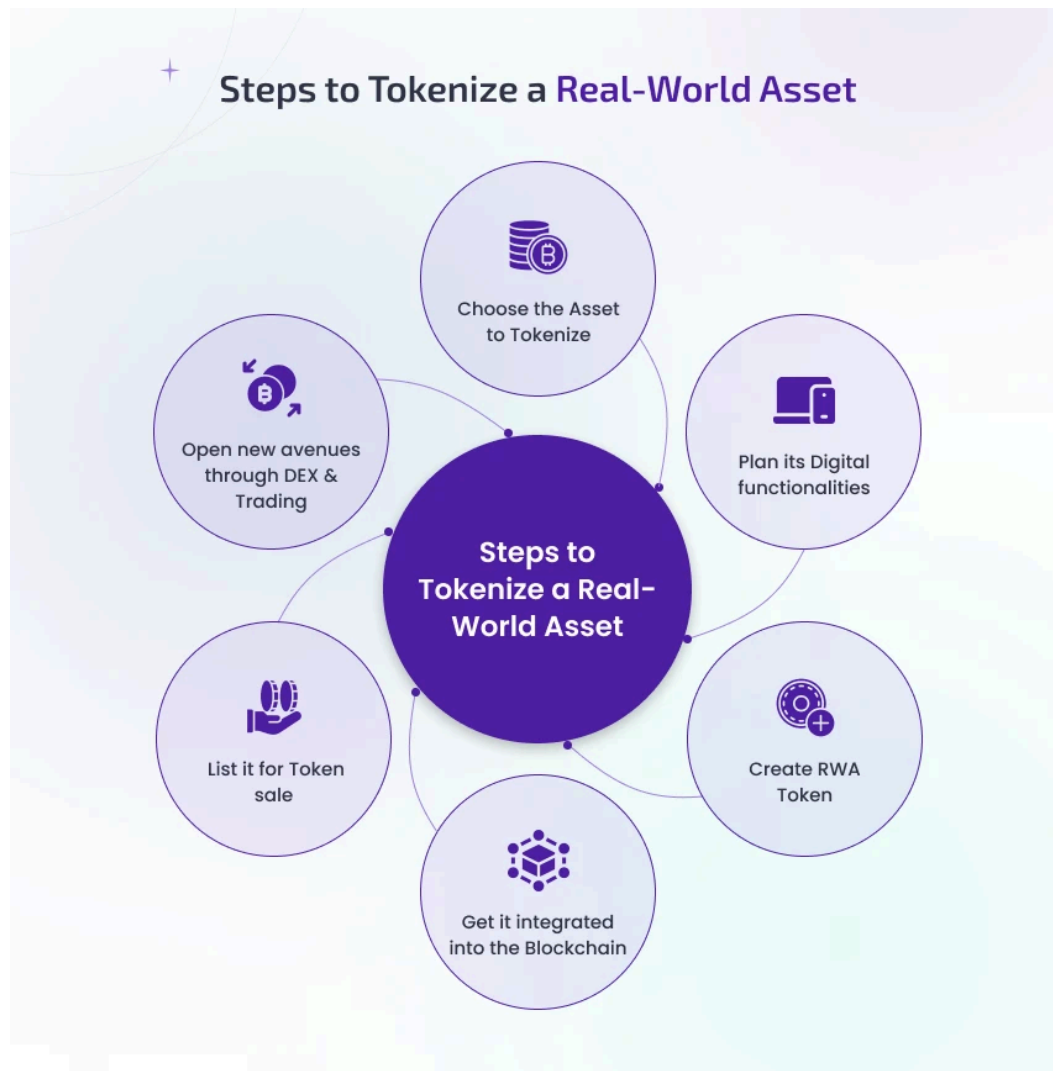 Steps to Tokenize a Real-World Asset
Choose the Asset
to Tokenize
Plan its Digital
functionalities
Create RWA
Token
Get it integrated
into the Blockchain
List it for Token
sale
Open new avenues
through DEX &
Trading
Steps to
Tokenize a Real-
World Asset